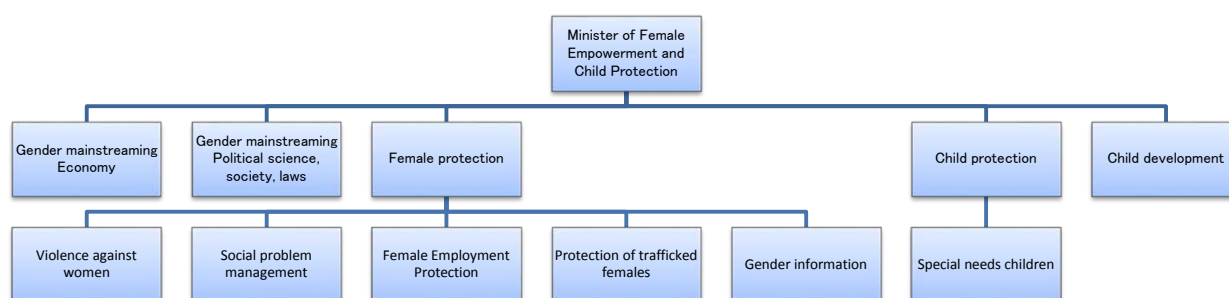 Minister of Female
Empowerment and
Child Protection
Gender mainstreaming
Economy
Gender mainstreaming
Political science,
society, laws
Female protection
Child protection
Child development
Violence against
women
Social problem
management
Female Employment
Protection
Protection of trafficked
females
Gender information
Special needs children